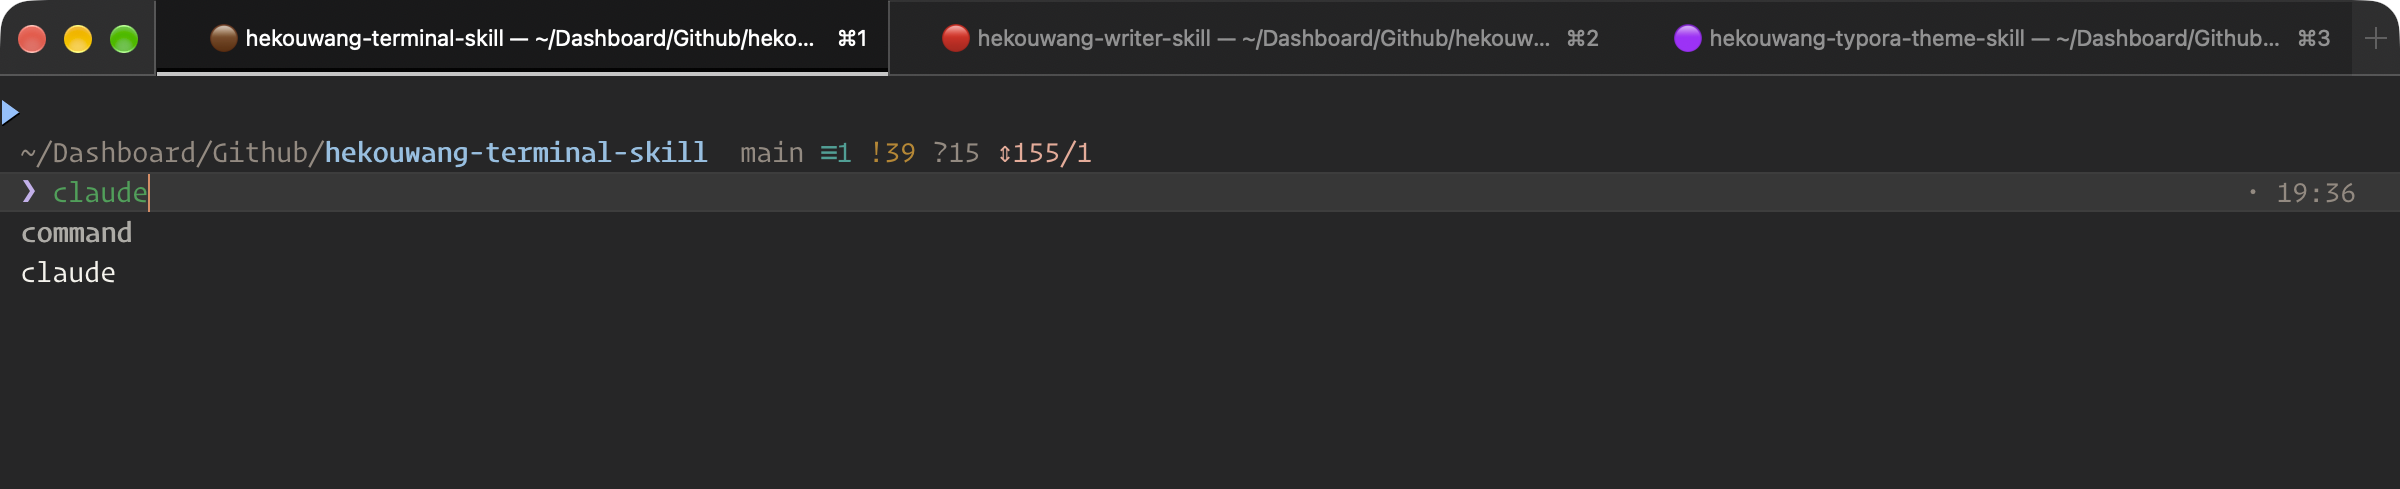 hekouwang-terminal-skill — ~/Dashboard/Github/heko... ⌘1
hekouwang-writer-skill — ~/Dashboard/Github/hekouw... ⌘2
hekouwang-typora-theme-skill — ~/Dashboard/Github... ⌘3
~/Dashboard/Github/hekouwang-terminal-skill main ≡1 !39 ?15 ⇕155/1
❯ claude · 19:36
command
claude